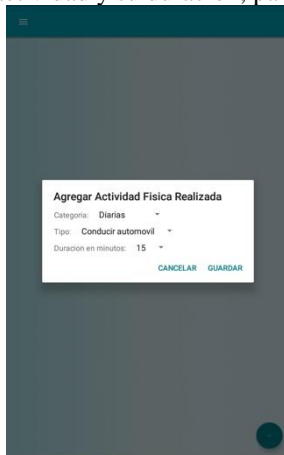 Agregar Actividad Fisica Realizada
Categoria: Diarias
Tipo: Conducir automovil
Duracion en minutos: 15
CANCELAR GUARDAR